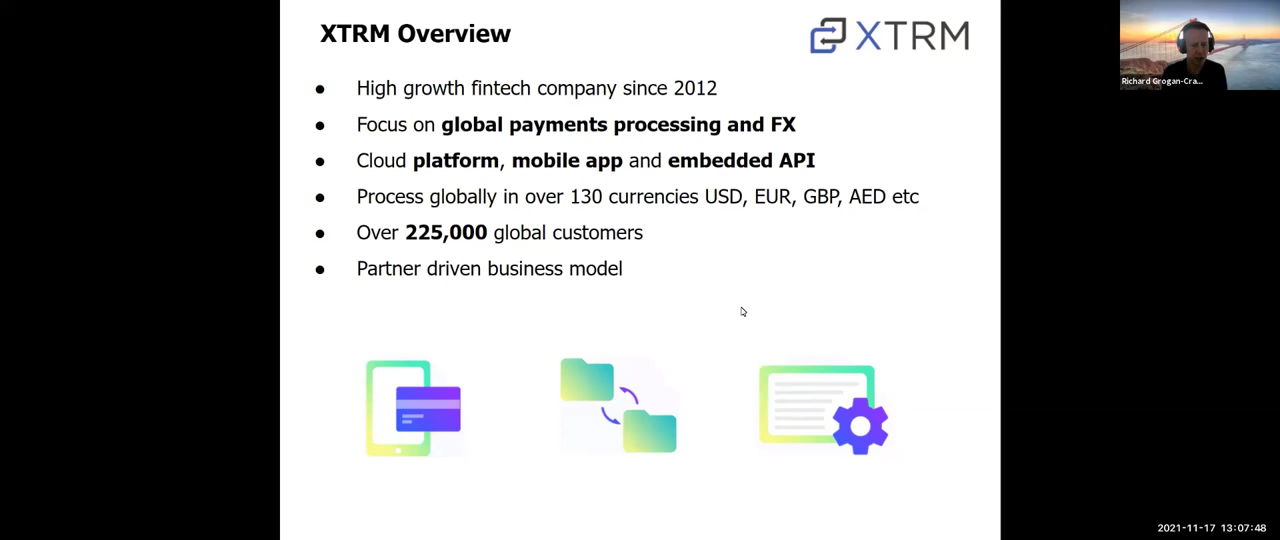 XTRM Overview
XTRM
High growth fintech company since 2012
Focus on global payments processing and FX
Cloud platform, mobile app and embedded API
Process globally in over 130 currencies USD, EUR, GBP, AED etc
Over 225,000 global customers
Partner driven business model
Richard Grogan-Cra...
2021-11-17 13:07:48